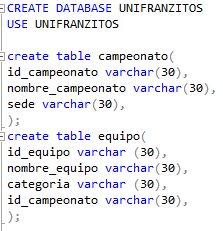 CREATE DATABASE UNIFRANZITOS
USE UNIFRANZITOS
create table campeonato(
id_campeonato varchar(30),
nombre_campeonato varchar(30),
sede varchar(30),
);
create table equipo(
id_equipo varchar (30),
nombre_equipo varchar(30),
categoria varchar (30),
id_campeonato varchar(30),
);